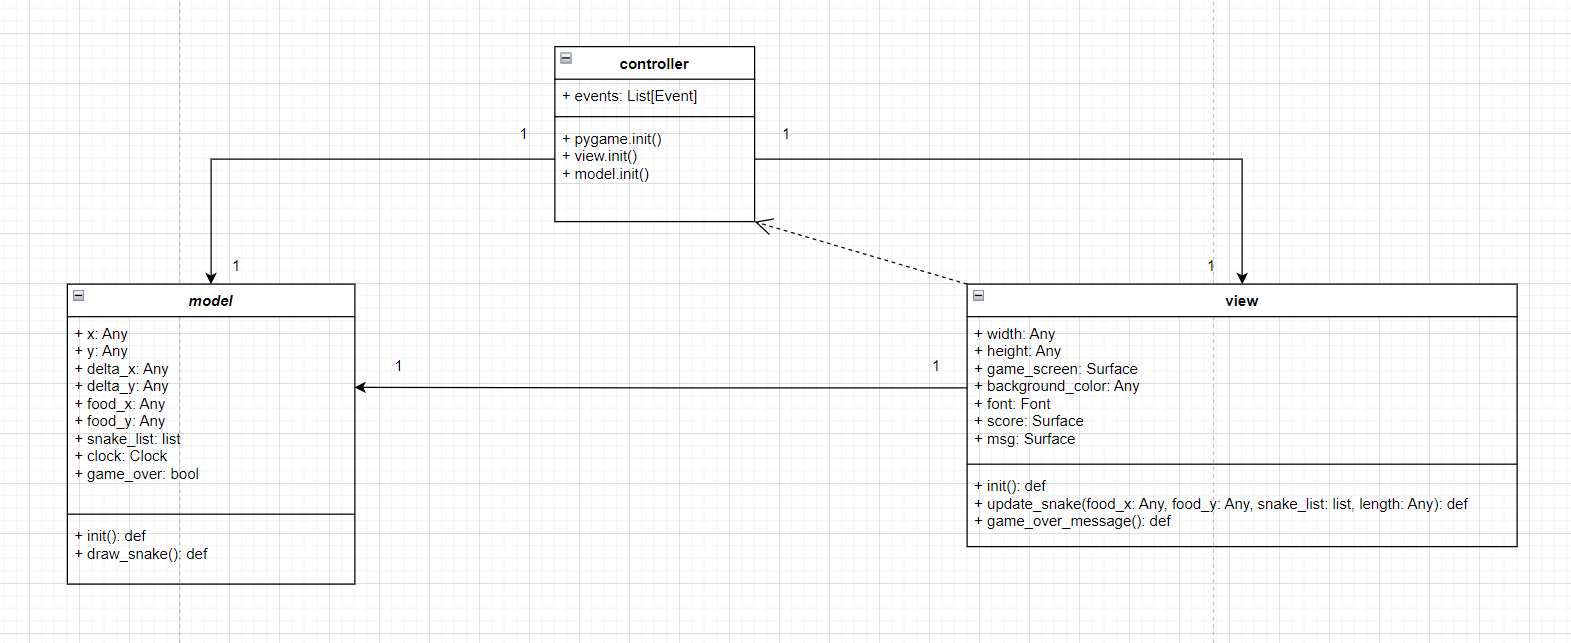 controller
+ events: List[Event]
+ pygame.init()
+ view.init()
+ model.init()
1
1
1
1
model
+ x: Any
+ y: Any
+ delta_x: Any
+ delta_y: Any
+ food_x: Any
+ food_y: Any
+ snake_list: list
+ clock: Clock
+ game_over: bool
+ init(): def
+ draw_snake(): def
1
1
view
+ width: Any
+ height: Any
+ game_screen: Surface
+ background_color: Any
+ font: Font
+ score: Surface
+ msg: Surface
+ init(): def
+ update_snake(food_x: Any, food_y: Any, snake_list: list, length: Any): def
+ game_over_message(): def